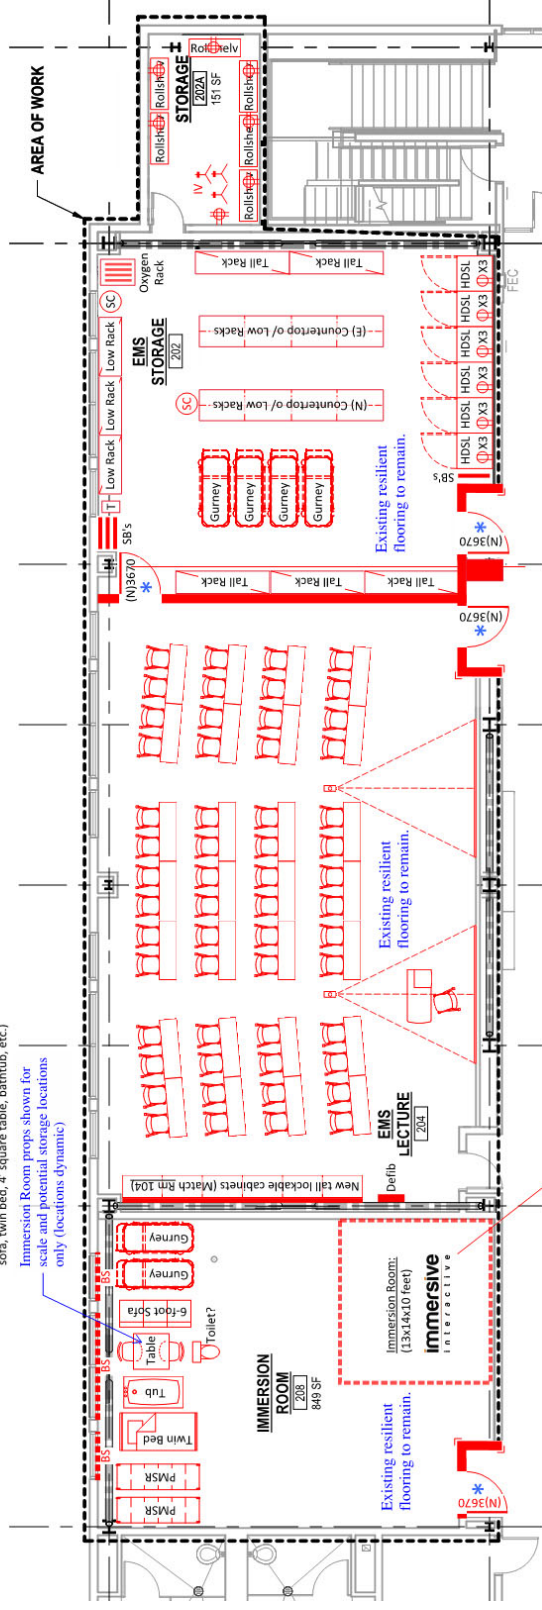 AREA OF WORK
STORAGE
202A
151 SF
Rollshelv
Rollshelv
Rollshelv
Rollshelv
Rollshelv
Rollshelv
IV
Oxygen
Rack
SC
Tall Rack
Tall Rack
HDSL
X3
FEC
HDSL
X3
HDSL
X3
HDSL
X3
HDSL
X3
HDSL
X3
Low Rack
Low Rack
Low Rack
T
EMS
STORAGE
202
(E) Countertop o/ Low Racks
SC
(N) Countertop o/ Low Racks
Gurney
Gurney
Gurney
Gurney
Existing resilient
flooring to remain.
SB's
SB's
(N)3670
*
(N)3670
*
Tall Rack
Tall Rack
Tall Rack
(N)3670
*
Existing resilient
flooring to remain.
EMS
LECTURE
204
sofa, twin bed, 4' square table, bathtub, etc.)
Immersion Room props shown for
scale and potential storage locations
only (locations dynamic)
New tall lockable cabinets (Match Rm 104)
Defib
BS
BS
BS
Gurney
Gurney
6-foot Sofa
Table
Toilet?
Tub
Twin Bed
PMSR
PMSR
IMMERSION
ROOM
208
849 SF
Immersion Room:
(13x14x10 feet)
immersive
interactive
Existing resilient
flooring to remain.
(N)3670
*